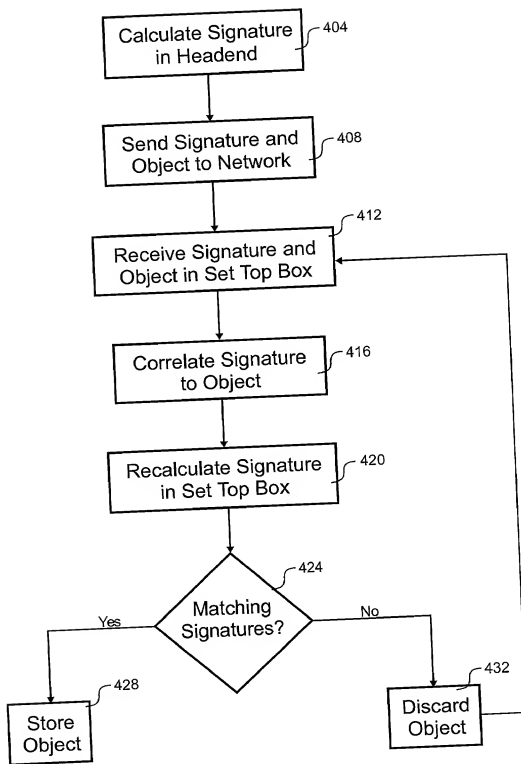 Calculate Signature
in Headend
404
Send Signature and
Object to Network
408
412
Receive Signature and
Object in Set Top Box
Correlate Signature
to Object
416
Recalculate Signature
in Set Top Box
420
424
Matching
Signatures?
Yes
No
428
Store
Object
432
Discard
Object